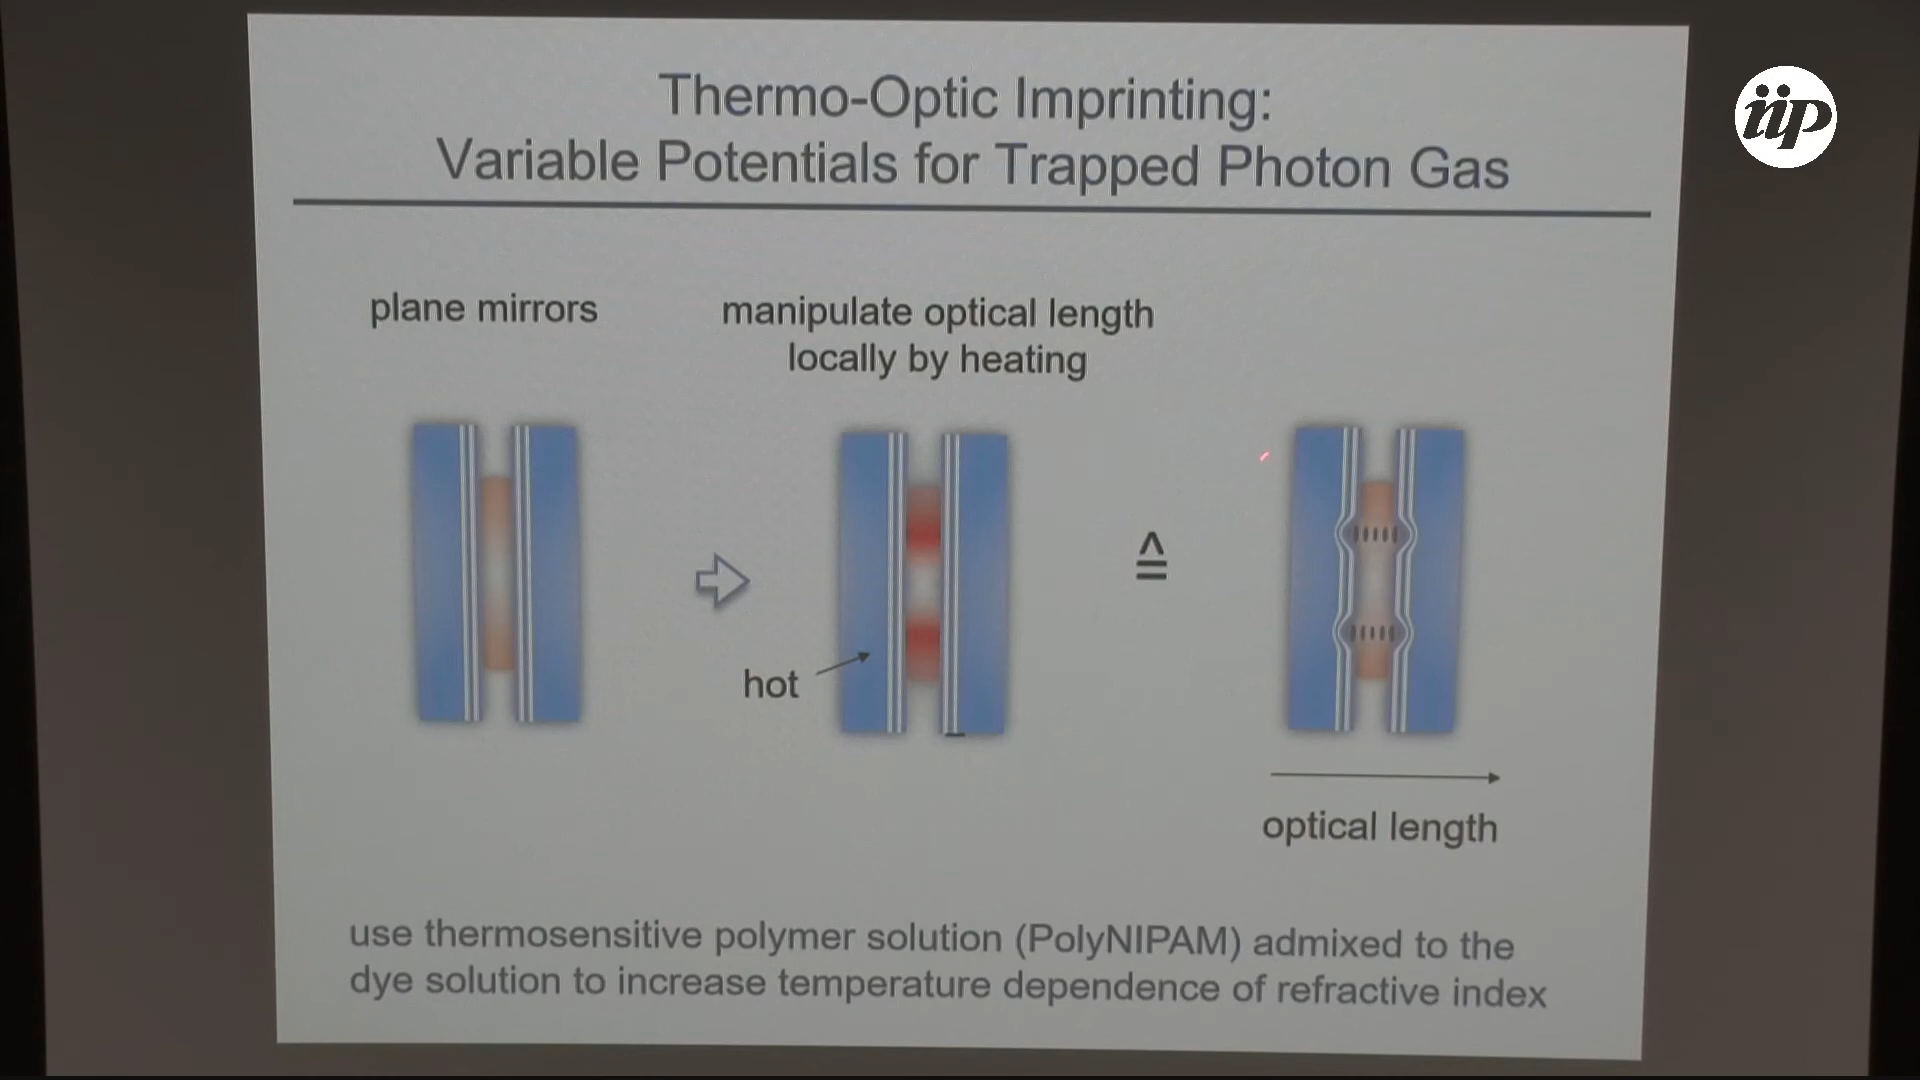 Thermo-Optic Imprinting:
Variable Potentials for Trapped Photon Gas
iip
plane mirrors
manipulate optical length
locally by heating
hot
≙
optical length
use thermosensitive polymer solution (PolyNIPAM) admixed to the
dye solution to increase temperature dependence of refractive index